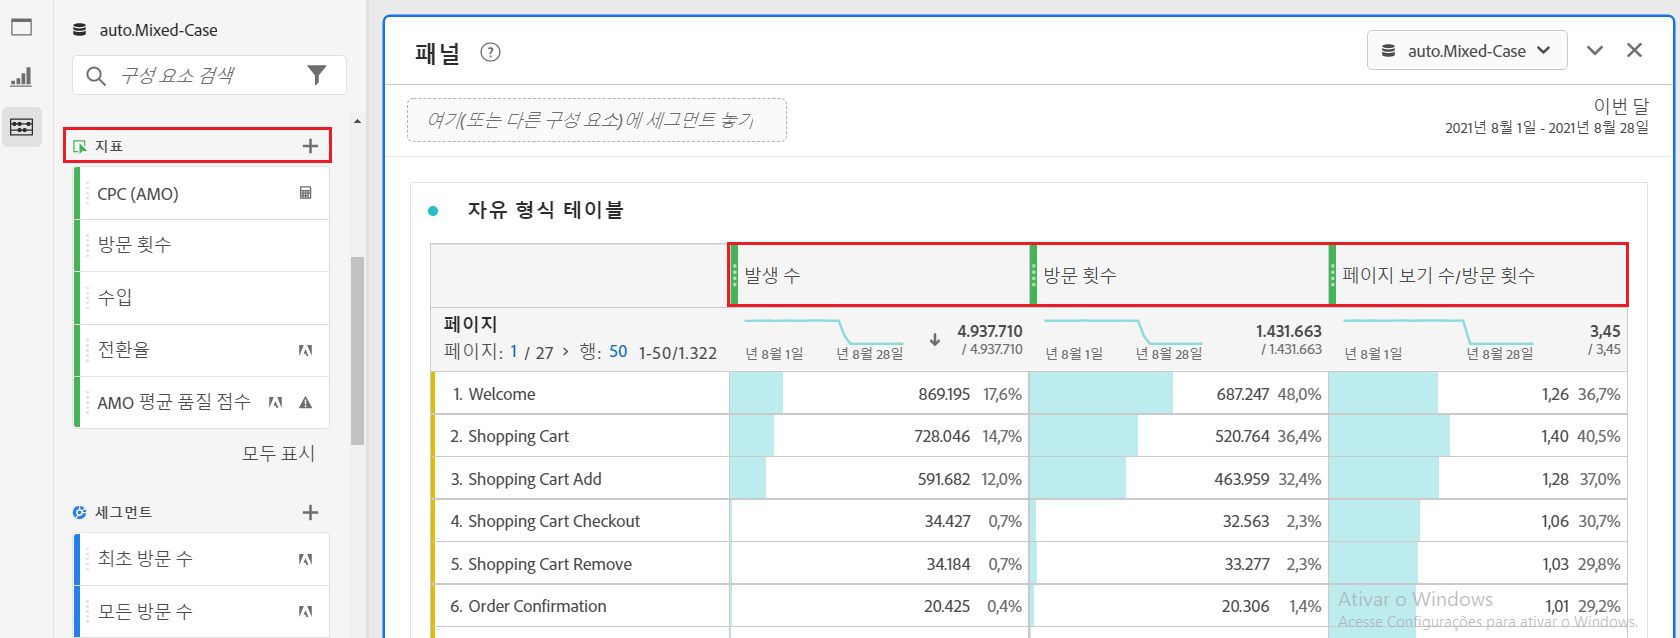 auto.Mixed-Case
구성 요소 검색
지표
CPC (AMO)
방문 횟수
수입
전환율
AMO 평균 품질 점수
모두 표시
세그먼트
최초 방문 수
모든 방문 수
패널
auto.Mixed-Case
여기(또는 다른 구성 요소)에 세그먼트 놓기
이번 달
2021년 8월 1일 - 2021년 8월 28일
자유 형식 테이블
발생 수 방문 횟수 페이지 보기 수/방문 횟수
페이지
페이지: 1 / 27 > 행: 50 1-50/1.322
년 8월 1일 년 8월 28일 4.937.710 / 4.937.710
년 8월 1일 년 8월 28일 1.431.663 / 1.431.663
년 8월 1일 년 8월 28일 3,45 / 3,45
1. Welcome 869.195 17,6% 687.247 48,0% 1,26 36,7%
2. Shopping Cart 728.046 14,7% 520.764 36,4% 1,40 40,5%
3. Shopping Cart Add 591.682 12,0% 463.959 32,4% 1,28 37,0%
4. Shopping Cart Checkout 34.427 0,7% 32.563 2,3% 1,06 30,7%
5. Shopping Cart Remove 34.184 0,7% 33.277 2,3% 1,03 29,8%
6. Order Confirmation 20.425 0,4% 20.306 1,4% 1,01 29,2%
Ativar o Windows
Acesse Configurações para ativar o Windows.